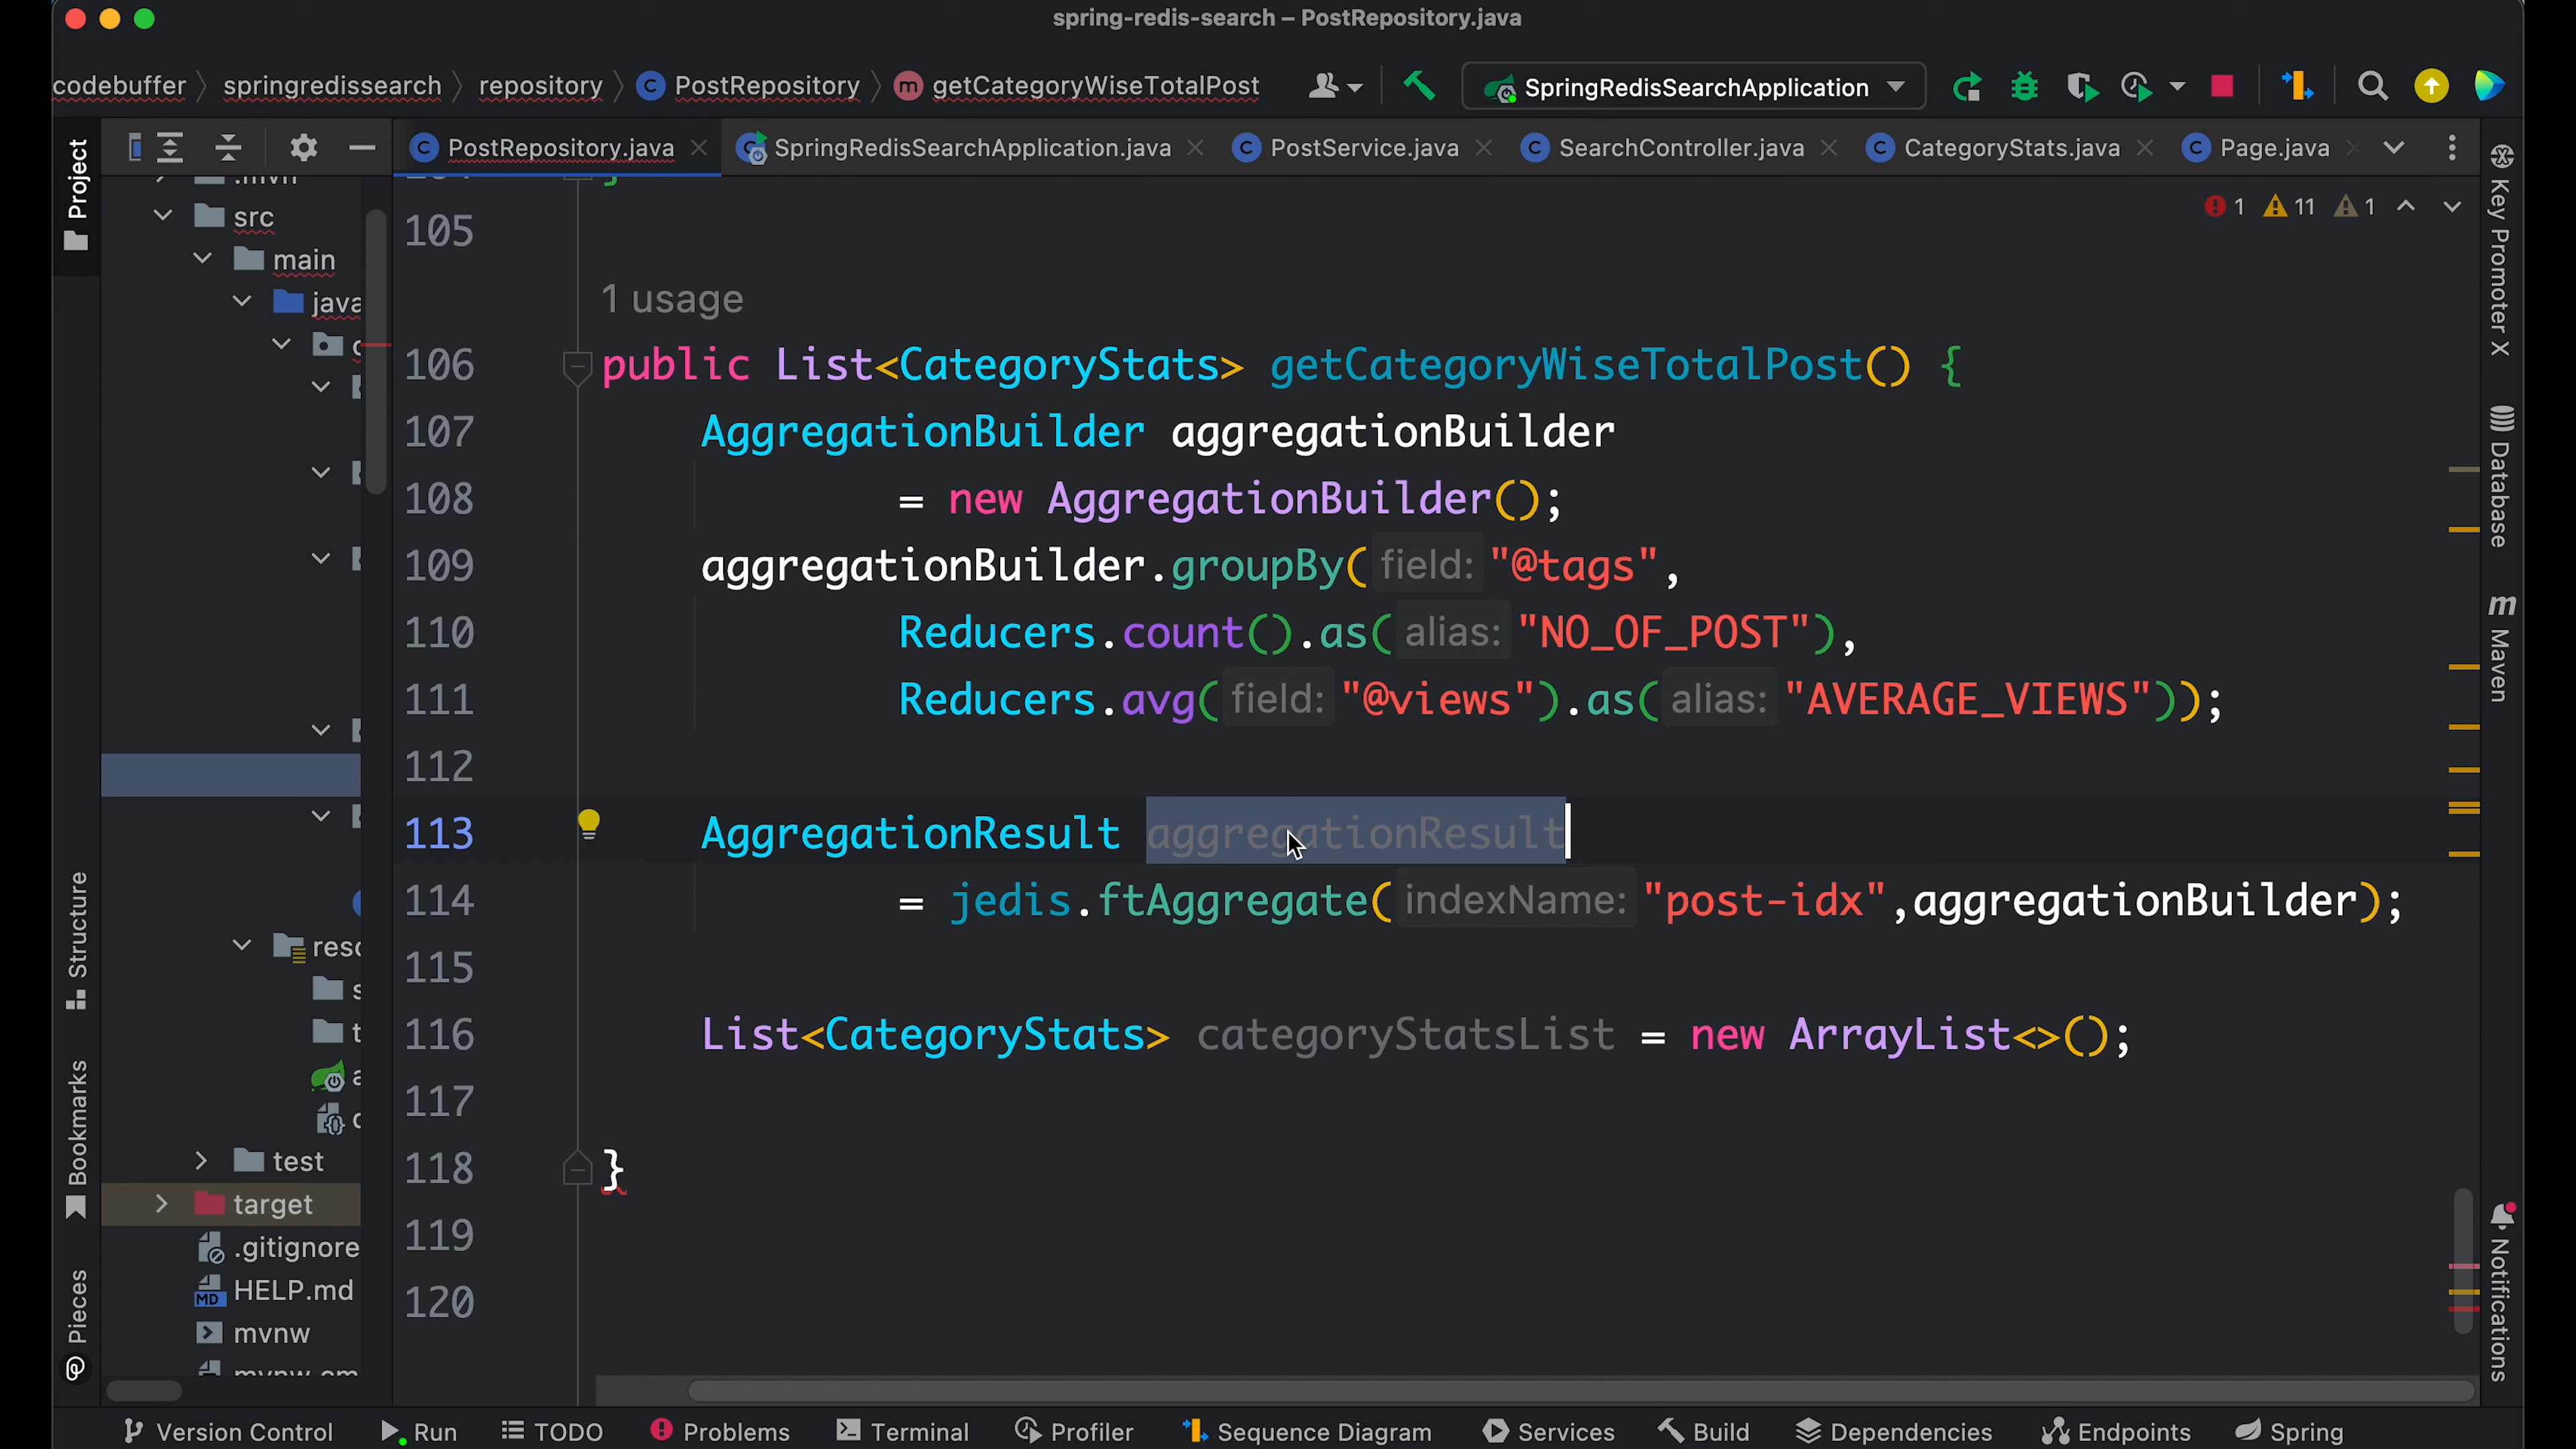 spring-redis-search – PostRepository.java
codebuffer springredissearch repository PostRepository getCategoryWiseTotalPost SpringRedisSearchApplication
Project PostRepository.java SpringRedisSearchApplication.java PostService.java SearchController.java CategoryStats.java Page.java
1 11 1
.mvn
src
main
java
resc
test
target
.gitignore
HELP.md
mvnw
105
1 usage
106 public List<CategoryStats> getCategoryWiseTotalPost() {
107 AggregationBuilder aggregationBuilder
108 = new AggregationBuilder();
109 aggregationBuilder.groupBy( field: "@tags",
110 Reducers.count().as( alias: "NO_OF_POST"),
111 Reducers.avg( field: "@views").as( alias: "AVERAGE_VIEWS"));
112
113 AggregationResult aggregationResult
114 = jedis.ftAggregate( indexName: "post-idx",aggregationBuilder);
115
116 List<CategoryStats> categoryStatsList = new ArrayList<>();
117
118 }
119
120
Structure
Bookmarks
Pieces
Key Promoter X
Database
m Maven
Notifications
Version Control Run TODO Problems Terminal Profiler Sequence Diagram Services Build Dependencies Endpoints Spring